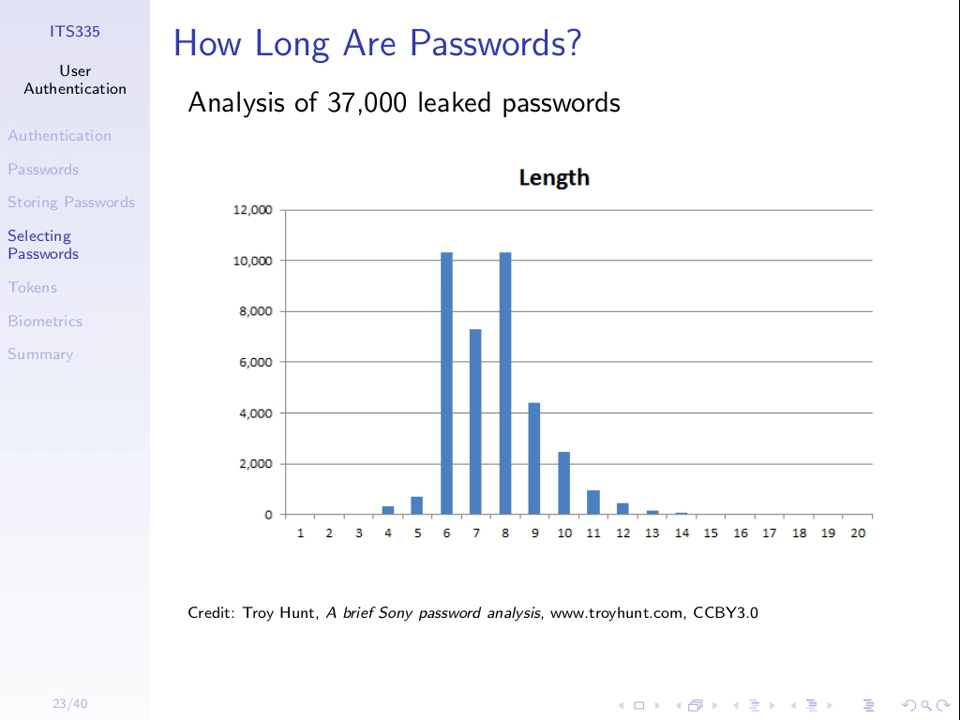 ITS335
User
Authentication
Authentication
Passwords
Storing Passwords
Selecting
Passwords
Tokens
Biometrics
Summary
23/40
How Long Are Passwords?
Analysis of 37,000 leaked passwords
Length
12,000
10,000
8,000
6,000
4,000
2,000
0
1 2 3 4 5 6 7 8 9 10 11 12 13 14 15 16 17 18 19 20
Credit: Troy Hunt, A brief Sony password analysis, www.troyhunt.com, CCBY3.0